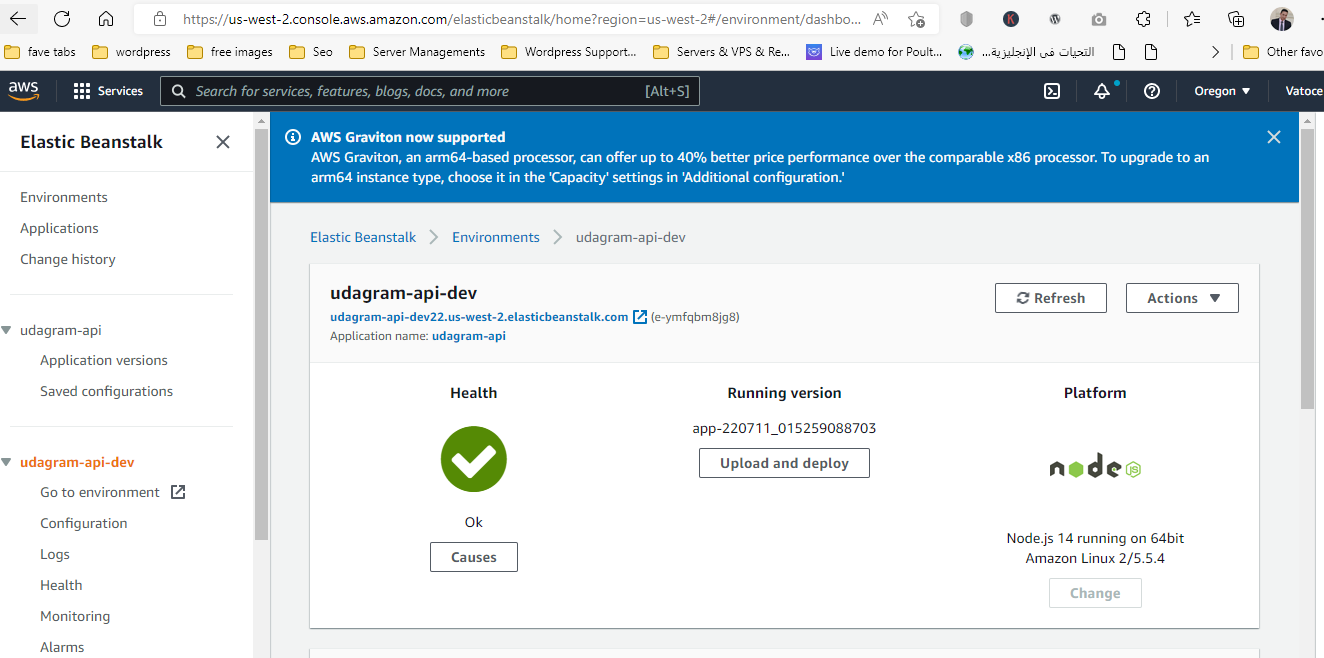 https://us-west-2.console.aws.amazon.com/elasticbeanstalk/home?region=us-west-2#/environment/dashbo...
fave tabs
wordpress
free images
Seo
Server Managements
Wordpress Support...
Servers & VPS & Re...
Live demo for Poult...
التحيات فى الإنجليزية...
Other favo
aws
Services
Search for services, features, blogs, docs, and more
[Alt+S]
Oregon
Vatoce
Elastic Beanstalk
Environments
Applications
Change history
udagram-api
Application versions
Saved configurations
udagram-api-dev
Go to environment
Configuration
Logs
Health
Monitoring
Alarms
AWS Graviton now supported
AWS Graviton, an arm64-based processor, can offer up to 40% better price performance over the comparable x86 processor. To upgrade to an
arm64 instance type, choose it in the 'Capacity' settings in 'Additional configuration.'
Elastic Beanstalk
Environments
udagram-api-dev
udagram-api-dev
udagram-api-dev22.us-west-2.elasticbeanstalk.com (e-ymfqbm8jg8)
Application name: udagram-api
Refresh
Actions
Health
Ok
Causes
Running version
app-220711_015259088703
Upload and deploy
Platform
node
JS
Node.js 14 running on 64bit
Amazon Linux 2/5.5.4
Change